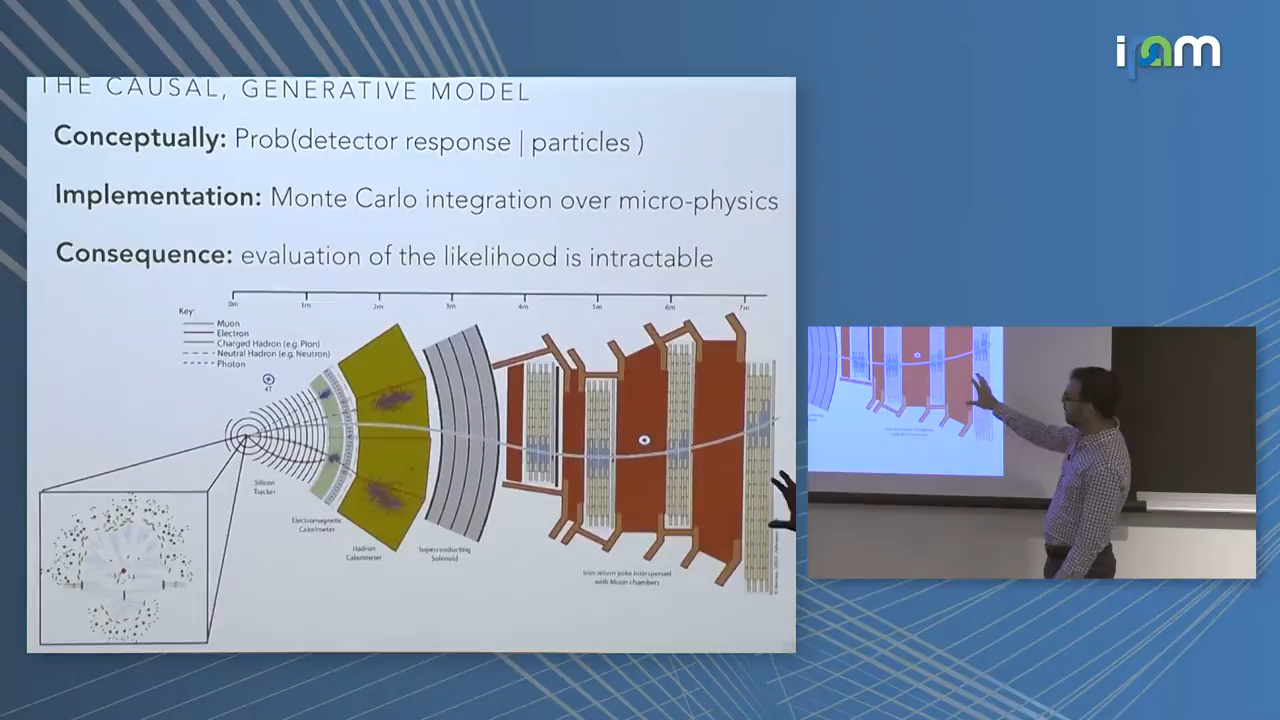 THE CAUSAL, GENERATIVE MODEL
ipam
Conceptually: Prob(detector response | particles )
Implementation: Monte Carlo integration over micro-physics
Consequence: evaluation of the likelihood is intractable
0m 1m 2m 3m 4m 5m 6m 7m
Key:
Muon
Electron
Charged Hadron (e.g. Pion)
Neutral Hadron (e.g. Neutron)
Photon
4T
Silicon
Tracker
Electromagnetic
Calorimeter
Hadron
Calorimeter
Superconducting
Solenoid
Iron return yoke interspersed
with Muon chambers